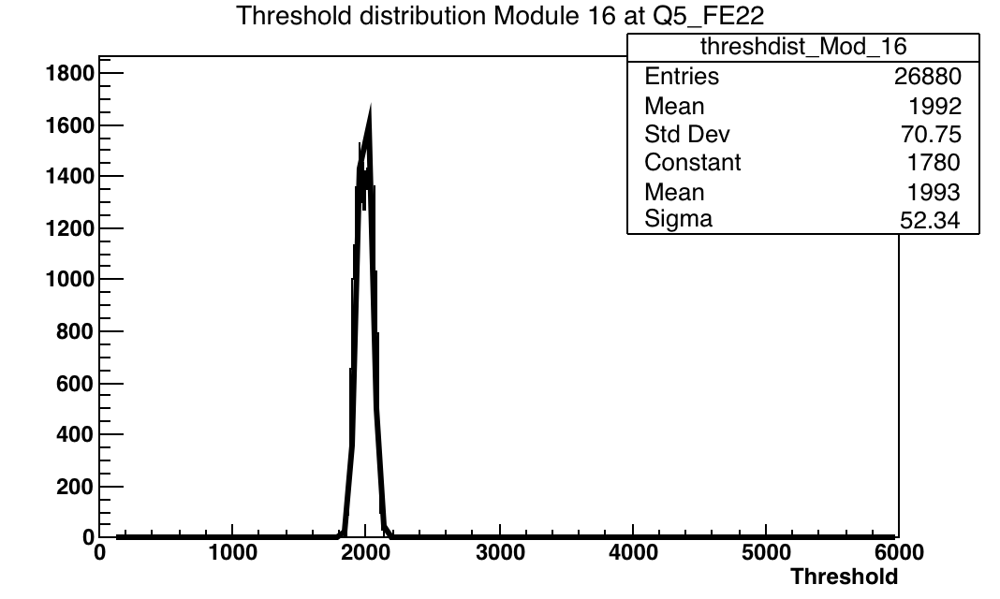 Threshold distribution Module 16 at Q5_FE22
threshdist_Mod_16
Entries 26880
Mean 1992
Std Dev 70.75
Constant 1780
Mean 1993
Sigma 52.34
1800
1600
1400
1200
1000
800
600
400
200
0
0 1000 2000 3000 4000 5000 6000
Threshold